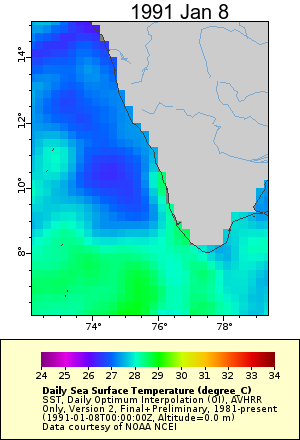 1991 Jan 8
14°
12°
10°
8°
74° 76° 78°
24 25 26 27 28 29 30 31 32 33 34
Daily Sea Surface Temperature (degree_C)
SST, Daily Optimum Interpolation (OI), AVHRR
Only, Version 2, Final+Preliminary, 1981-present
(1991-01-08T00:00:00Z, Altitude=0.0 m)
Data courtesy of NOAA NCEI